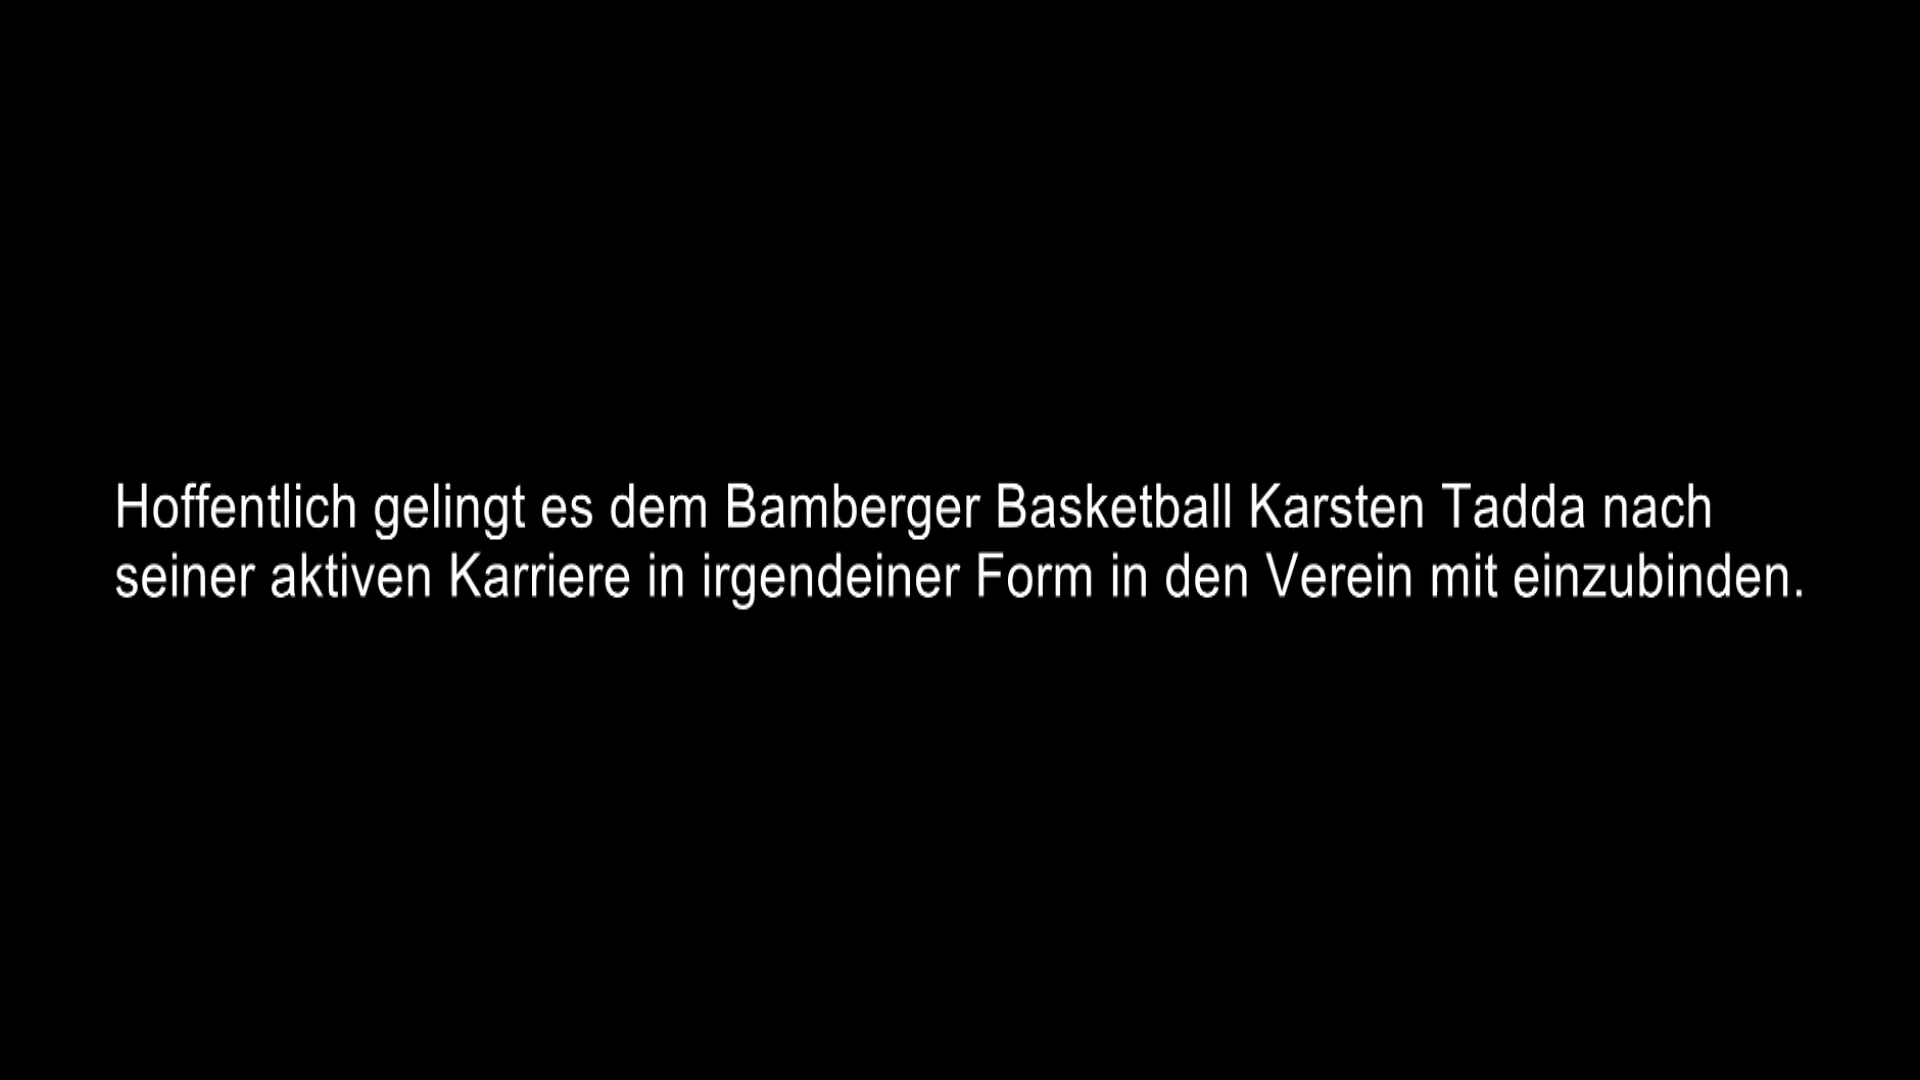 Hoffentlich gelingt es dem Bamberger Basketball Karsten Tadda nach
seiner aktiven Karriere in irgendeiner Form in den Verein mit einzubinden.